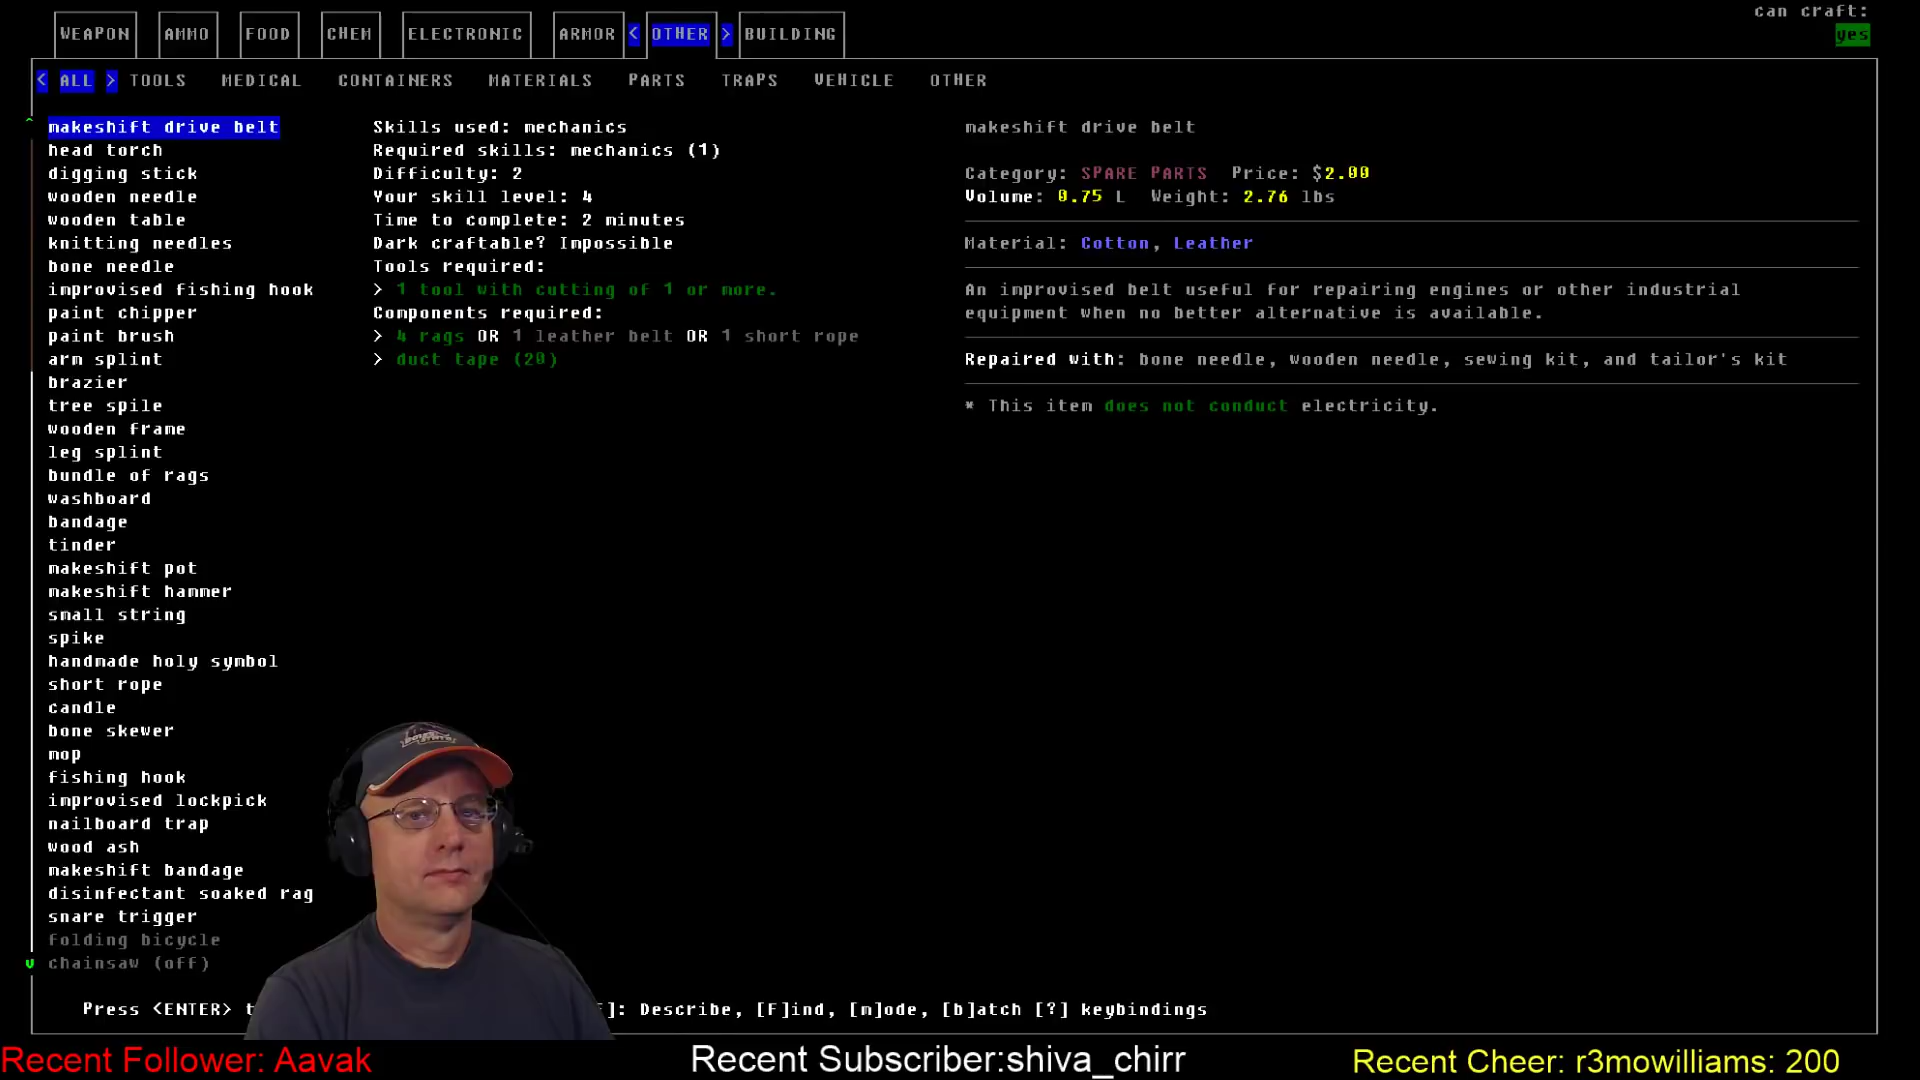 can craft:
WEAPON AMMO FOOD CHEM ELECTRONIC ARMOR < OTHER > BUILDING yes
< ALL > TOOLS MEDICAL CONTAINERS MATERIALS PARTS TRAPS VEHICLE OTHER
makeshift drive belt
head torch
digging stick
wooden needle
wooden table
knitting needles
bone needle
improvised fishing hook
paint chipper
paint brush
arm splint
brazier
tree spile
wooden frame
leg splint
bundle of rags
washboard
bandage
tinder
makeshift pot
makeshift hammer
small string
spike
handmade holy symbol
short rope
candle
bone skewer
mop
fishing hook
improvised lockpick
nailboard trap
wood ash
makeshift bandage
disinfectant soaked rag
snare trigger
folding bicycle
v chainsaw (off)
Skills used: mechanics
Required skills: mechanics (1)
Difficulty: 2
Your skill level: 4
Time to complete: 2 minutes
Dark craftable? Impossible
Tools required:
> 1 tool with cutting of 1 or more.
Components required:
> 4 rags OR 1 leather belt OR 1 short rope
> duct tape (20)
makeshift drive belt
Category: SPARE PARTS Price: $2.00
Volume: 0.75 L Weight: 2.76 lbs
Material: Cotton, Leather
An improvised belt useful for repairing engines or other industrial
equipment when no better alternative is available.
Repaired with: bone needle, wooden needle, sewing kit, and tailor's kit
* This item does not conduct electricity.
Press <ENTER> ]: Describe, [F]ind, [m]ode, [b]atch [?] keybindings
Recent Follower: Aavak Recent Subscriber:shiva_chirr Recent Cheer: r3mowilliams: 200